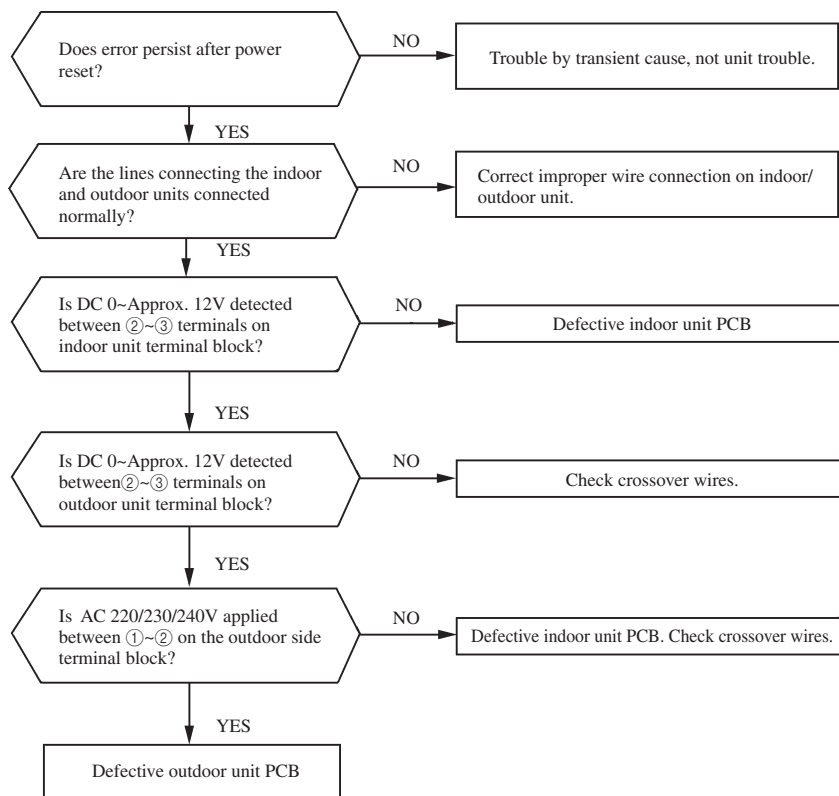 Does error persist after power
reset?
NO
Trouble by transient cause, not unit trouble.
YES
Are the lines connecting the indoor
and outdoor units connected
normally?
NO
Correct improper wire connection on indoor/
outdoor unit.
YES
Is DC 0~Approx. 12V detected
between ②~③ terminals on
indoor unit terminal block?
NO
Defective indoor unit PCB
YES
Is DC 0~Approx. 12V detected
between②~③ terminals on
outdoor unit terminal block?
NO
Check crossover wires.
YES
Is AC 220/230/240V applied
between ①~② on the outdoor side
terminal block?
NO
Defective indoor unit PCB. Check crossover wires.
YES
Defective outdoor unit PCB